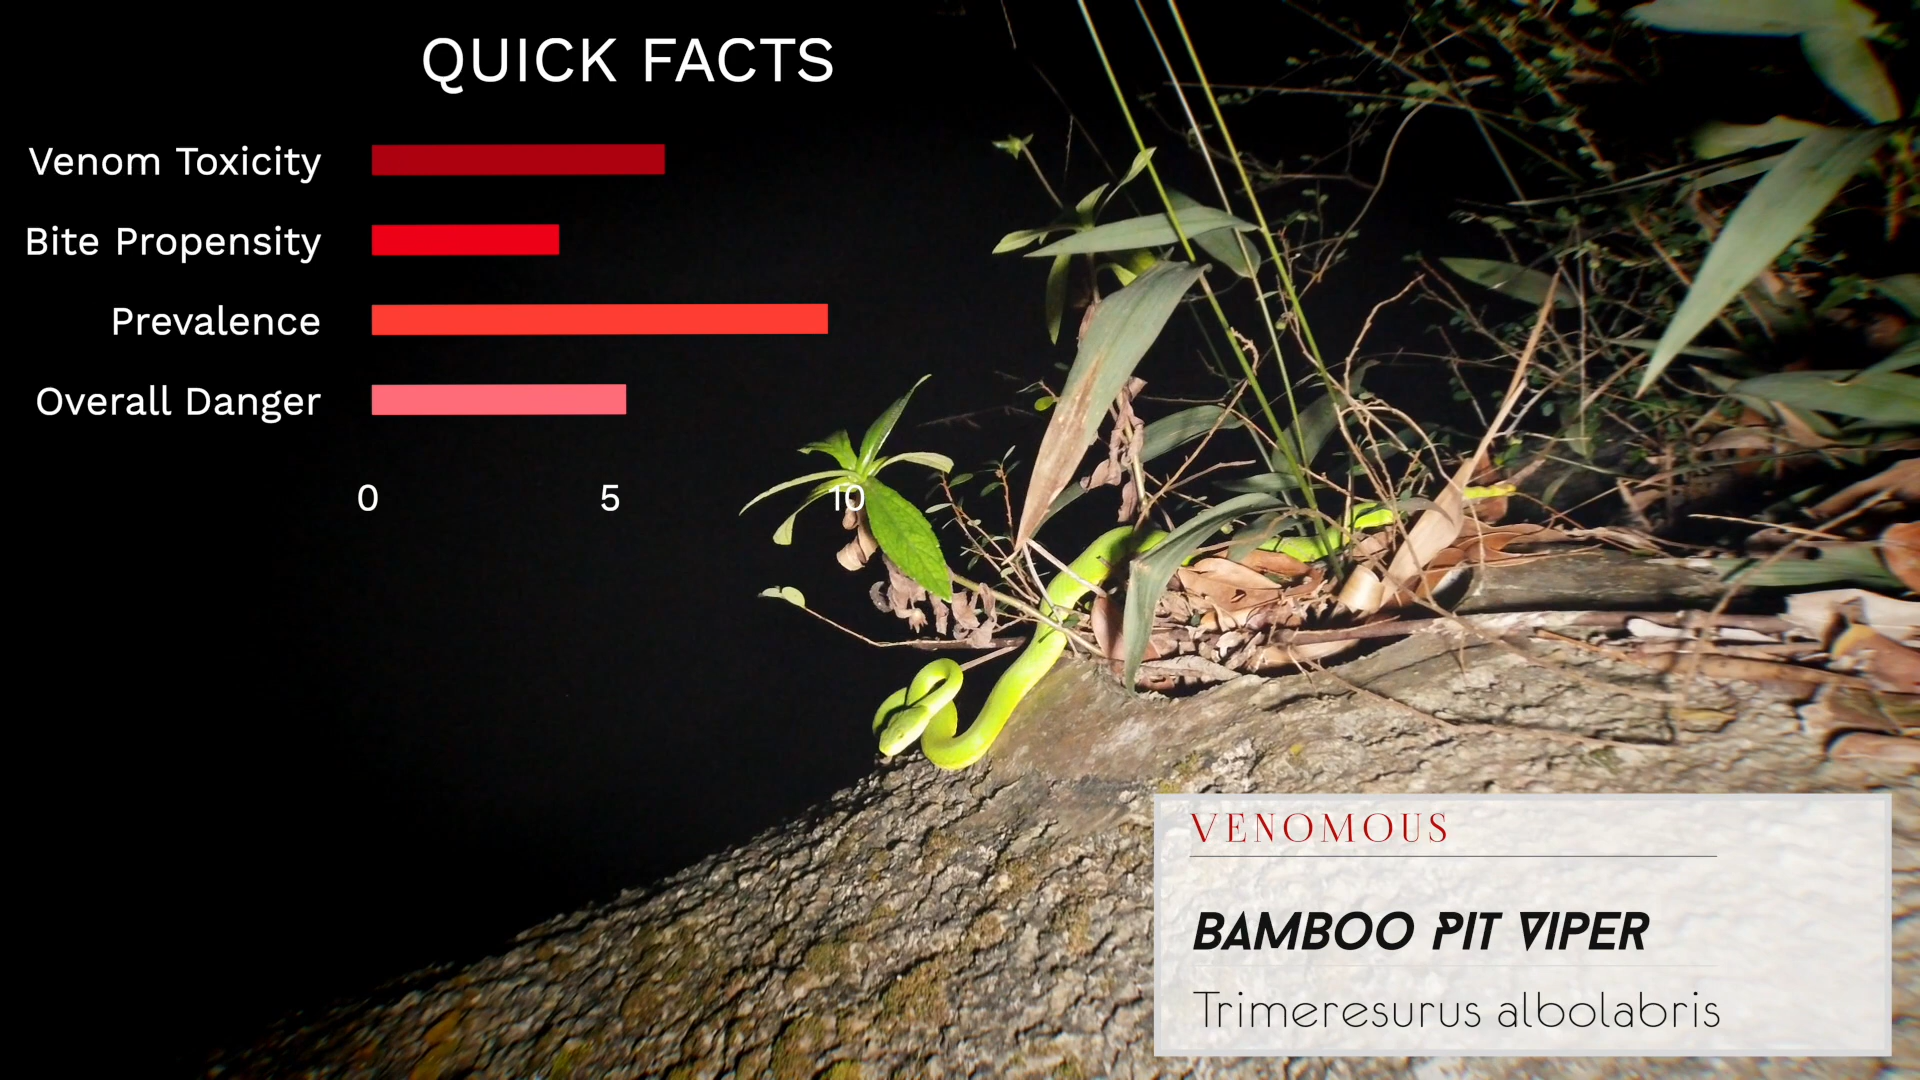 QUICK FACTS
Venom Toxicity
Bite Propensity
Prevalence
Overall Danger
0 5 10
VENOMOUS
BAMBOO PIT VIPER
Trimeresurus albolabris